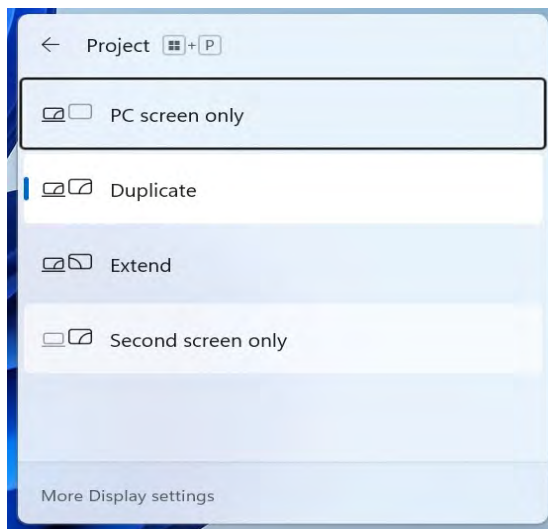 Project + P
PC screen only
Duplicate
Extend
Second screen only
More Display settings